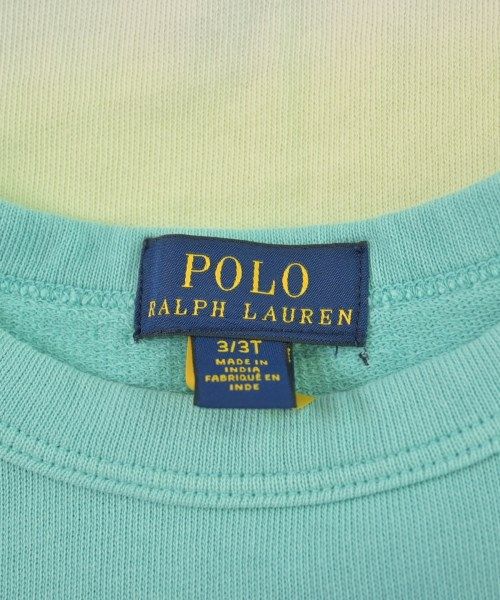 POLO
RALPH LAUREN
3/3T
MADE IN
INDIA
FABRIQUÉ EN
INDE